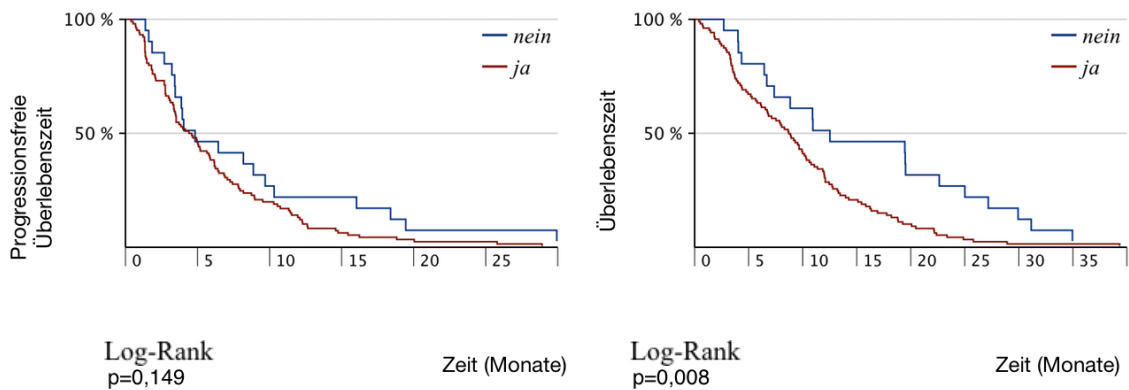 100 %
50 %
Progressionsfreie
Überlebenszeit
nein
ja
0 5 10 15 20 25
Log-Rank
p=0,149
Zeit (Monate)
100 %
50 %
Überlebenszeit
nein
ja
0 5 10 15 20 25 30 35
Log-Rank
p=0,008
Zeit (Monate)